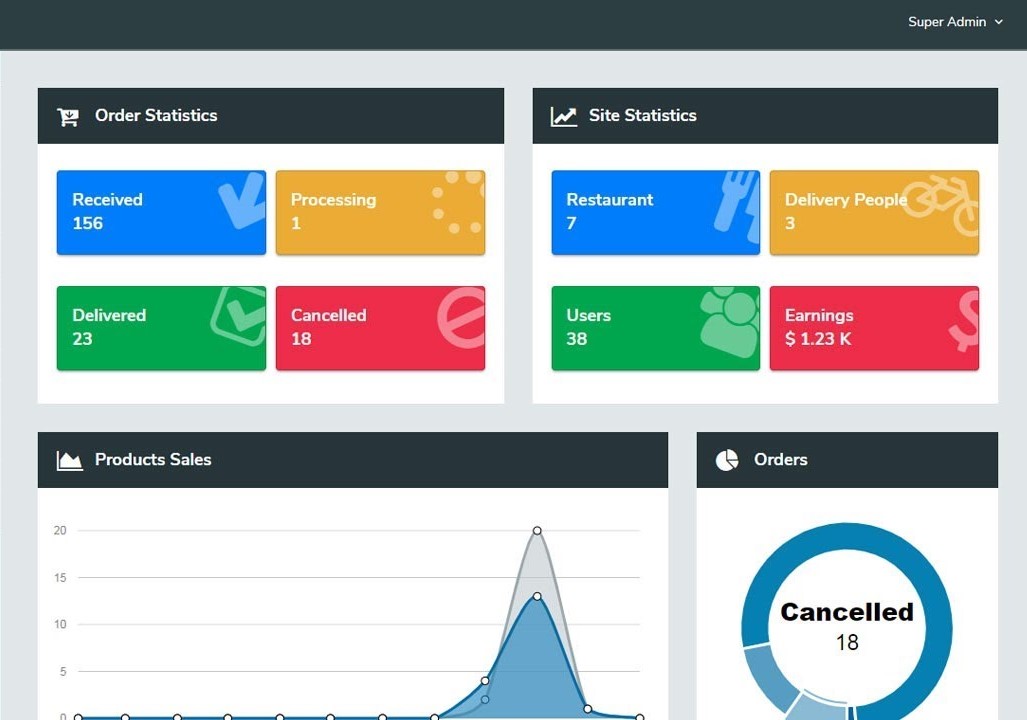 Super Admin
Order Statistics
Received
156
Processing
1
Delivered
23
Cancelled
18
Site Statistics
Restaurant
7
Delivery People
3
Users
38
Earnings
$ 1.23 K
Products Sales
20
15
10
5
0
Orders
Cancelled
18